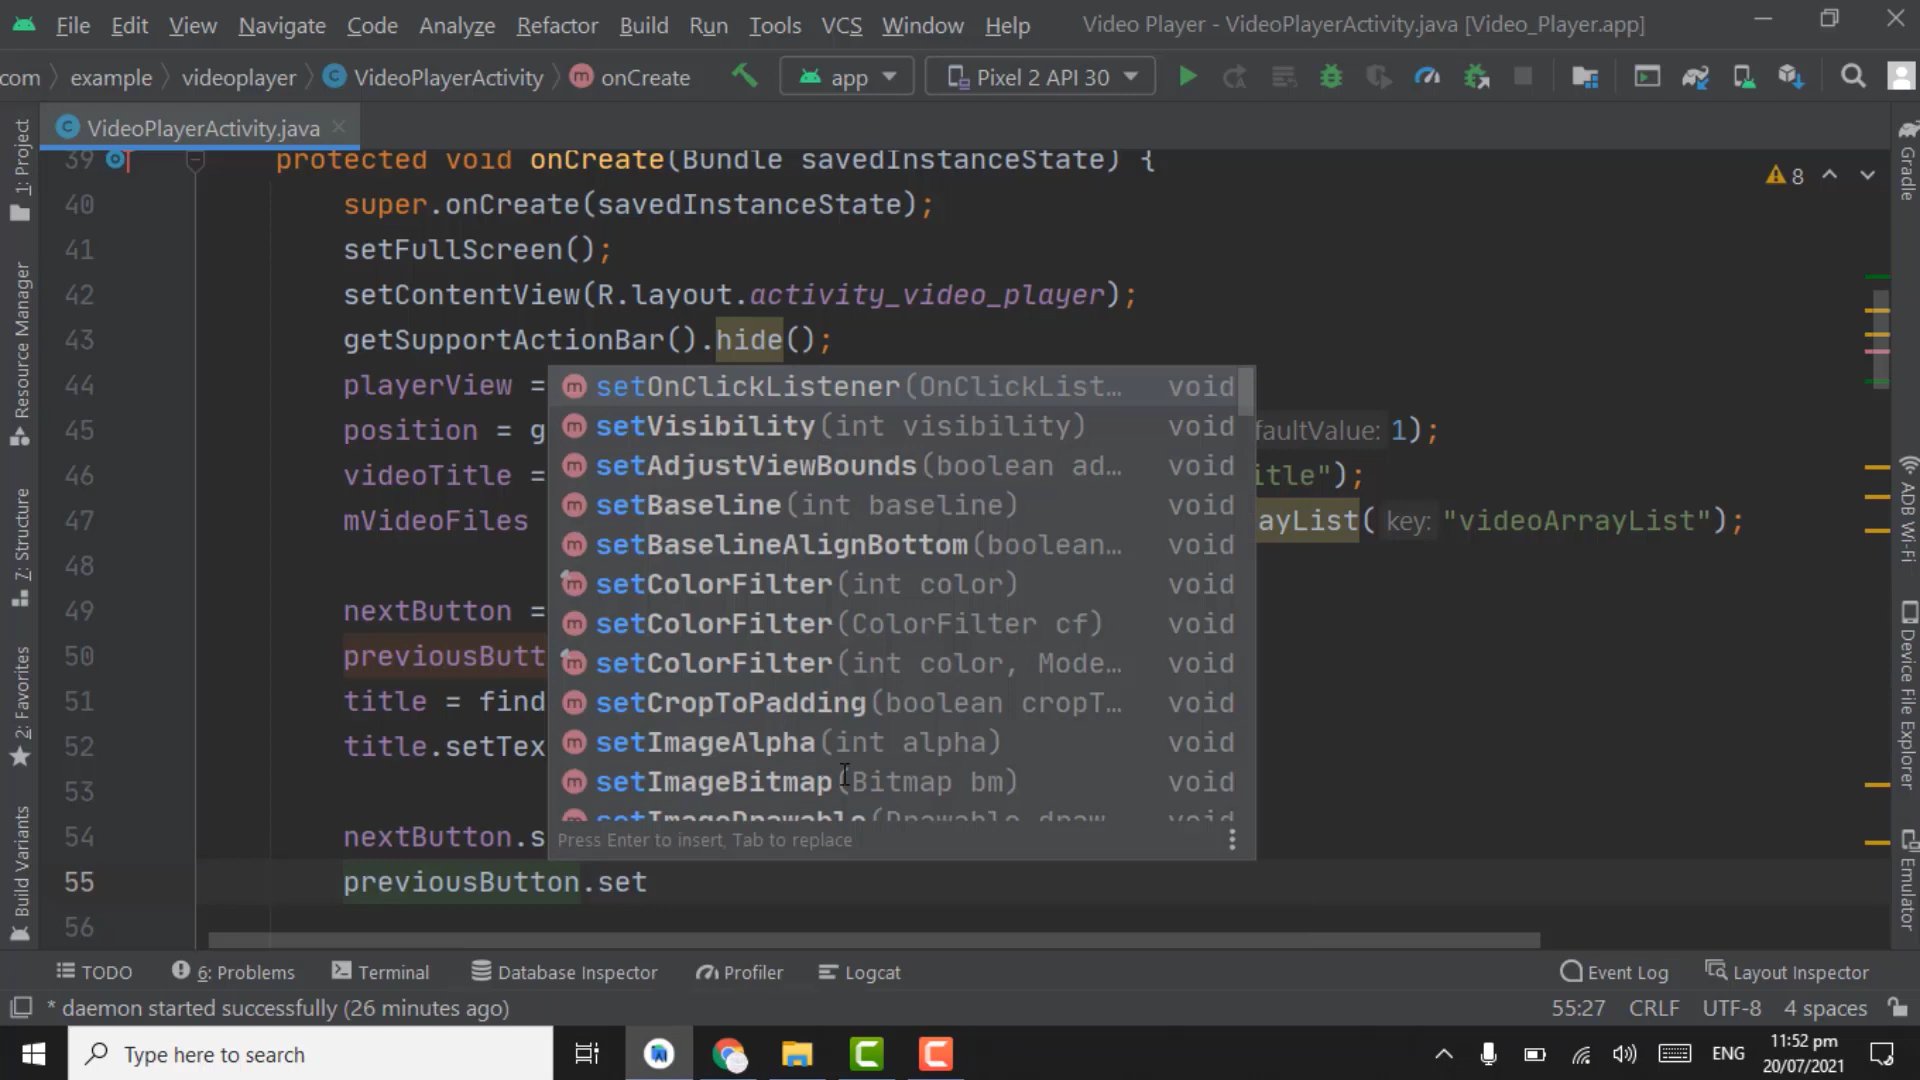 File Edit View Navigate Code Analyze Refactor Build Run Tools VCS Window Help Video Player - VideoPlayerActivity.java [Video_Player.app]
com example videoplayer VideoPlayerActivity onCreate app Pixel 2 API 30
VideoPlayerActivity.java
39 protected void onCreate(Bundle savedInstanceState) {
8
40 super.onCreate(savedInstanceState);
41 setFullScreen();
42 setContentView(R.layout.activity_video_player);
43 getSupportActionBar().hide();
44 playerView =
45 position = g faultValue: 1);
46 videoTitle = itle");
47 mVideoFiles ayList( key: "videoArrayList");
48
49 nextButton =
50 previousButt
51 title = find
52 title.setTex
53
54 nextButton.s
55 previousButton.set
56
setOnClickListener(OnClickList… void
setVisibility(int visibility) void
setAdjustViewBounds(boolean ad… void
setBaseline(int baseline) void
setBaselineAlignBottom(boolean… void
setColorFilter(int color) void
setColorFilter(ColorFilter cf) void
setColorFilter(int color, Mode… void
setCropToPadding(boolean cropT… void
setImageAlpha(int alpha) void
setImageBitmap(Bitmap bm) void
setImageDrawable(Drawable draw… void
Press Enter to insert, Tab to replace
1: Project
Resource Manager
7: Structure
2: Favorites
Build Variants
Gradle
ADB Wi-Fi
Device File Explorer
Emulator
TODO 6: Problems Terminal Database Inspector Profiler Logcat Event Log Layout Inspector
* daemon started successfully (26 minutes ago) 55:27 CRLF UTF-8 4 spaces
Type here to search ENG 11:52 pm
20/07/2021